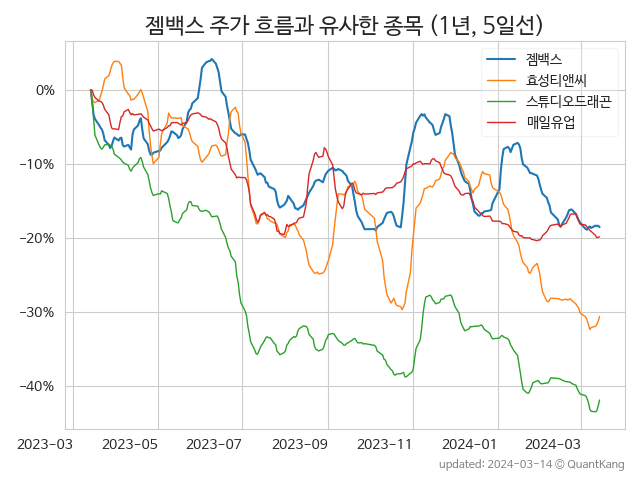 젬백스 주가 흐름과 유사한 종목 (1년, 5일선)
젬백스
효성티앤씨
스튜디오드래곤
매일유업
0%
−10%
−20%
−30%
−40%
2023-03 2023-05 2023-07 2023-09 2023-11 2024-01 2024-03
updated: 2024-03-14 © QuantKang